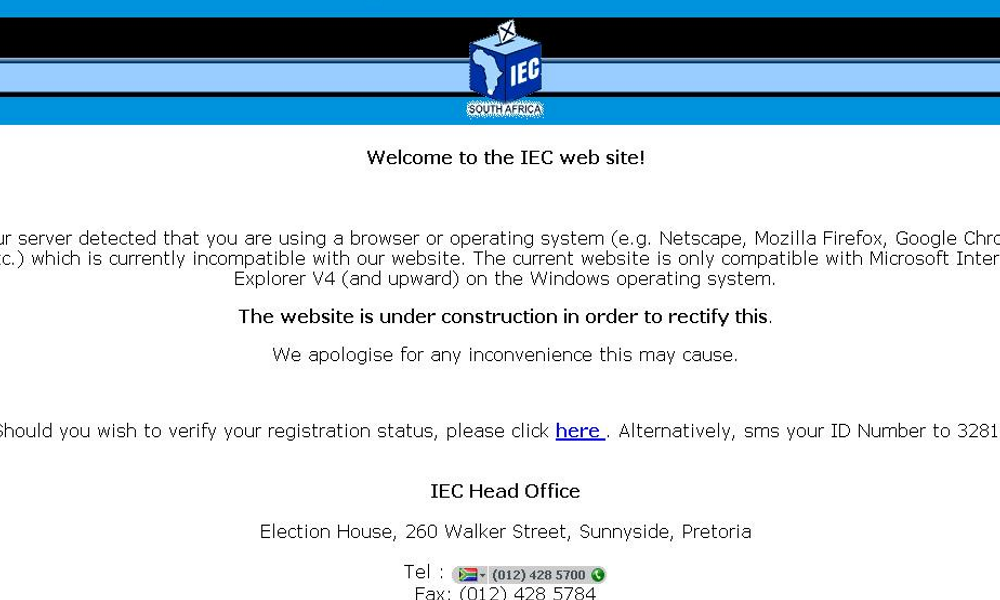 IEC
SOUTH AFRICA
Welcome to the IEC web site!
ur server detected that you are using a browser or operating system (e.g. Netscape, Mozilla Firefox, Google Chro
tc.) which is currently incompatible with our website. The current website is only compatible with Microsoft Inter
Explorer V4 (and upward) on the Windows operating system.
The website is under construction in order to rectify this.
We apologise for any inconvenience this may cause.
Should you wish to verify your registration status, please click here . Alternatively, sms your ID Number to 3281
IEC Head Office
Election House, 260 Walker Street, Sunnyside, Pretoria
Tel : (012) 428 5700
Fax: (012) 428 5784